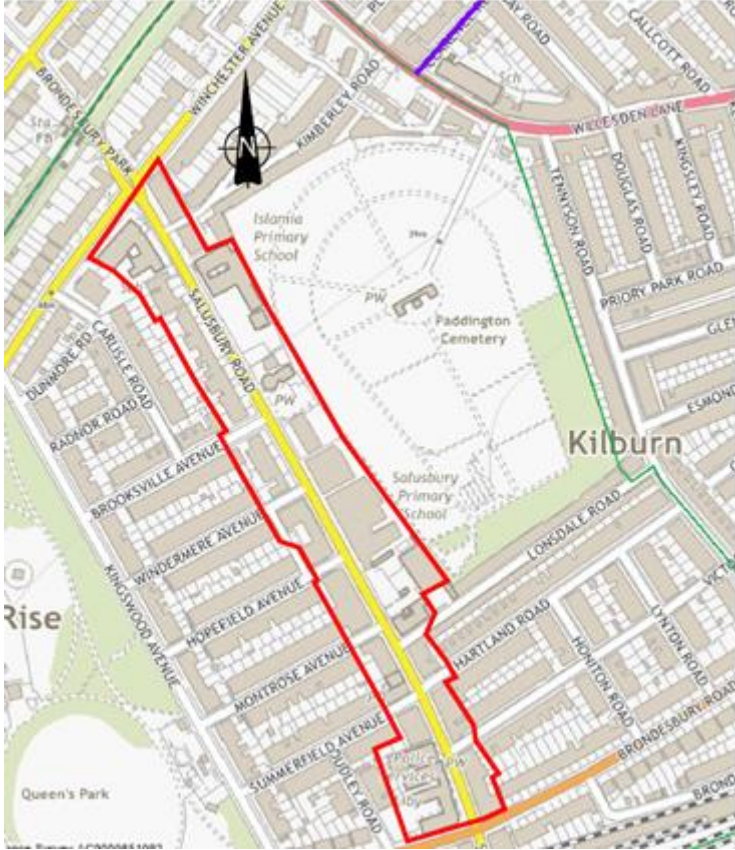 BRONDESBURY PARK
WINCHESTER AVENUE
KIMBERLEY ROAD
Sch
CALLCOTT ROAD
WILLESDEN LANE
TENNYSON ROAD
DOUGLAS ROAD
KINGSLEY ROAD
PRIORY PARK ROAD
N
Islamia
Primary
School
PW
Paddington
Cemetery
SALUSBURY ROAD
DUNMORE RD
CARLISLE ROAD
RADNOR ROAD
PW
BROOKSVILLE AVENUE
Kilburn
Salusbury
Primary
School
WINDERMERE AVENUE
LONSDALE ROAD
KINGSWOOD AVENUE
HOPEFIELD AVENUE
Rise
HARTLAND ROAD
MONTROSE AVENUE
HONITON ROAD
LYNTON ROAD
SUMMERFIELD AVENUE
BRONDESBURY ROAD
Police
PW
DUDLEY ROAD
Queen's Park